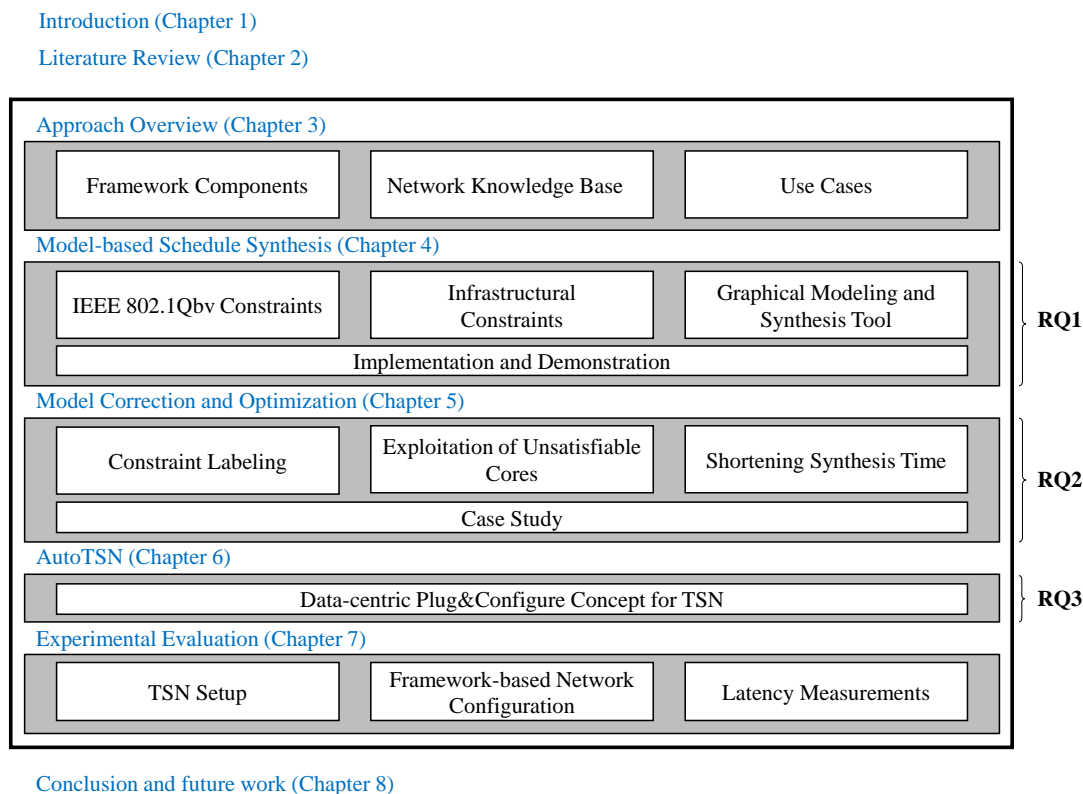 Introduction (Chapter 1)
Literature Review (Chapter 2)
Approach Overview (Chapter 3)
Framework Components
Network Knowledge Base
Use Cases
Model-based Schedule Synthesis (Chapter 4)
IEEE 802.1Qbv Constraints
Infrastructural
Constraints
Graphical Modeling and
Synthesis Tool
Implementation and Demonstration
RQ1
Model Correction and Optimization (Chapter 5)
Constraint Labeling
Exploitation of Unsatisfiable
Cores
Shortening Synthesis Time
Case Study
RQ2
AutoTSN (Chapter 6)
Data-centric Plug&Configure Concept for TSN
RQ3
Experimental Evaluation (Chapter 7)
TSN Setup
Framework-based Network
Configuration
Latency Measurements
Conclusion and future work (Chapter 8)